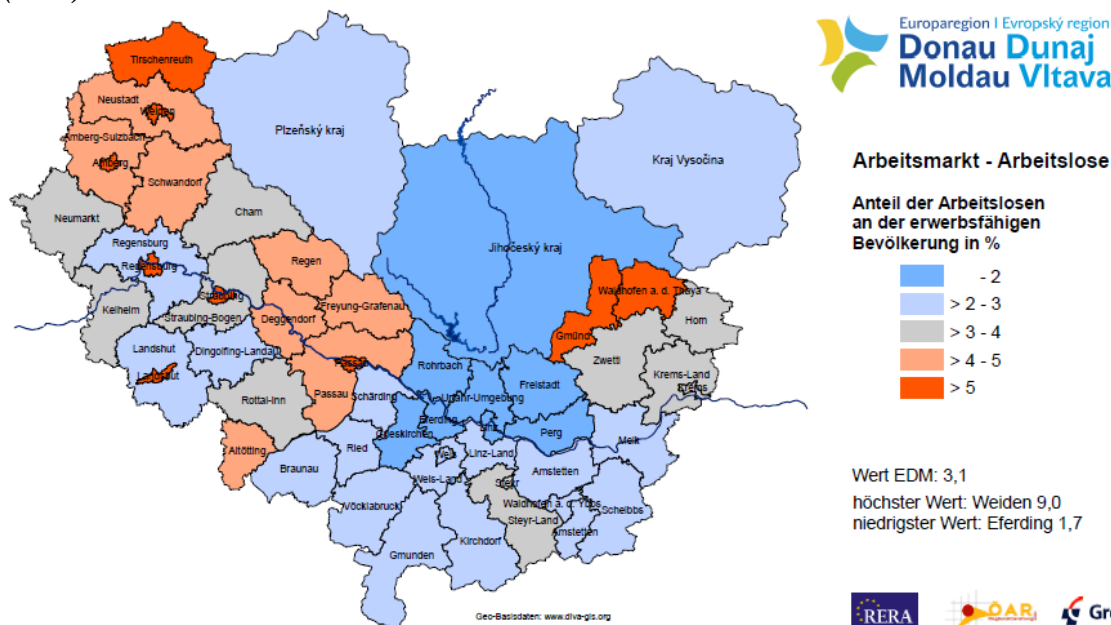 Europaregion I Evropský region
Donau Dunaj
Moldau Vltava
Arbeitsmarkt - Arbeitslose
Anteil der Arbeitslosen
an der erwerbsfähigen
Bevölkerung in %
- 2
> 2 - 3
> 3 - 4
> 4 - 5
> 5
Wert EDM: 3,1
höchster Wert: Weiden 9,0
niedrigster Wert: Eferding 1,7
Tirschenreuth
Neustadt
Weiden
Plzeňský kraj
Amberg-Sulzbach
Amberg
Kraj Vysočina
Schwandorf
Neumarkt
Cham
Regensburg
Jihočeský kraj
Regensburg
Regen
Waidhofen a. d. Thaya
Straubing
Freyung-Grafenau
Kelheim
Straubing-Bogen
Deggendorf
Horn
Gmünd
Landshut
Dingolfing-Landau
Zwettl
Passau
Rohrbach
Landshut
Krems-Land
Krems
Freistadt
Rottal-Inn
Passau
Schärding
Urfahr-Umgebung
Eferding
Linz
Perg
Grieskirchen
Melk
Altötting
Ried
Wels
Linz-Land
Braunau
Amstetten
Wels-Land
Steyr
Vöcklabruck
Waidhofen a. d. Ybbs
Scheibbs
Steyr-Land
Amstetten
Kirchdorf
Gmunden
Geo-Basisdaten: www.diva-gis.org
RERA
ÖAR